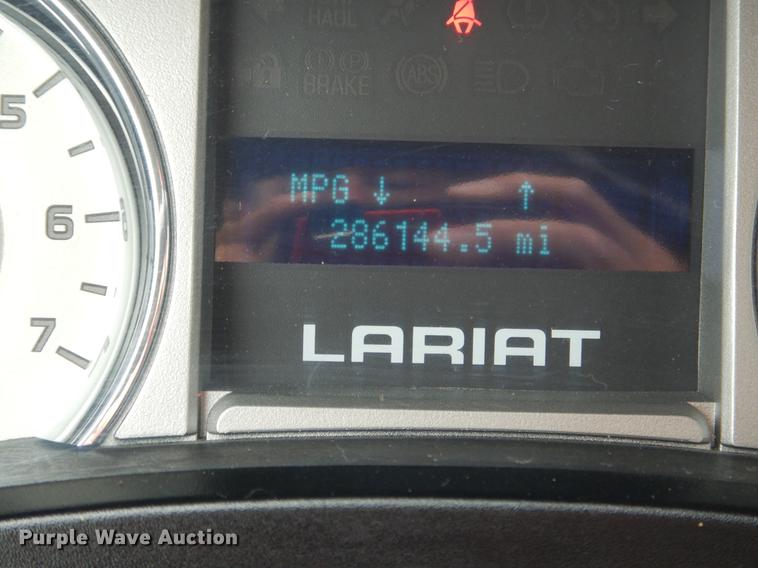 HAUL
BRAKE
ABS
5
MPG ↓ ↑
6
286144.5 mi
7
LARIAT
Purple Wave Auction